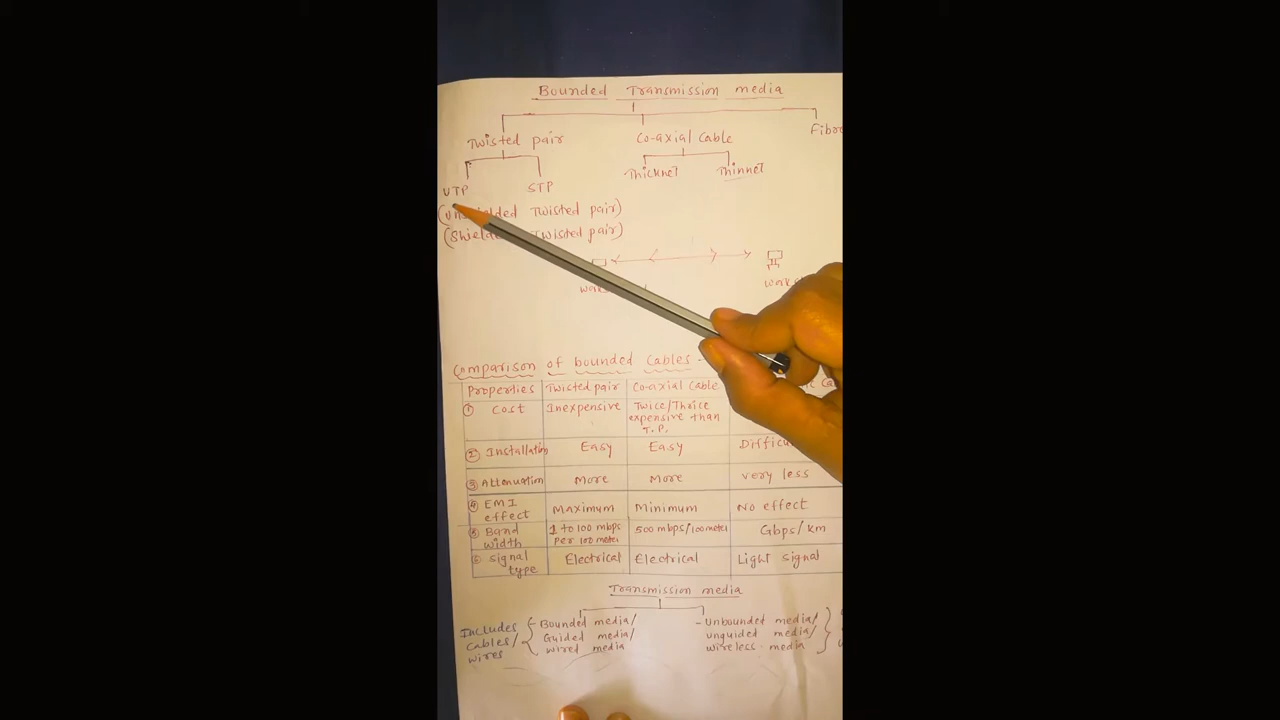 Bounded Transmission media
Twisted pair Co-axial Cable
Thicknet Thinnet
UTP STP
(Unshielded Twisted pair)
Twisted pair)
Comparison of bounded Cables -
Properties Twisted pair Co-axial Cable
① Cost Inexpensive Twice/Thrice
expensive than
T.P.
② Installation Easy Easy
③ Attenuation More More very less
④ EMI
effect Maximum Minimum No effect
⑤ Band
width 1 to 100 mbps
per 100 meter 500 mbps/100meter Gbps/km
⑥ Signal
type Electrical Electrical Light signal
Transmission media
Includes
cables/
wires
- Bounded media/
Guided media/
wired media
- Unbounded media/
unguided media/
wireless media